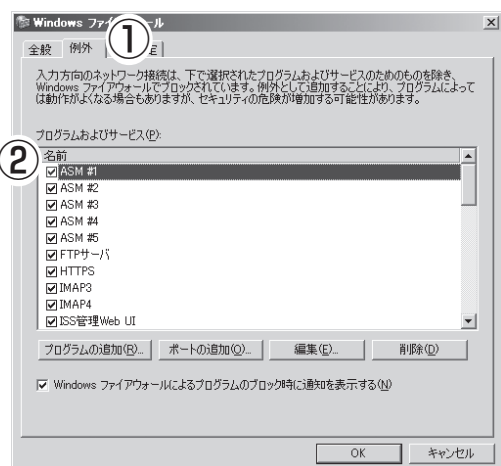 Windows ファイアウォール
全般 例外
①
入力方向のネットワーク接続は、下で選択されたプログラムおよびサービスのためのものを除き、
Windows ファイアウォールでブロックされています。例外として追加することにより、プログラムによって
は動作がよくなる場合もありますが、セキュリティの危険が増加する可能性があります。
プログラムおよびサービス(P):
②
名前
ASM #1
ASM #2
ASM #3
ASM #4
ASM #5
FTPサーバ
HTTPS
IMAP3
IMAP4
ISS管理Web UI
プログラムの追加(R)... ポートの追加(O)... 編集(E)... 削除(D)
Windows ファイアウォールによるプログラムのブロック時に通知を表示する(N)
OK キャンセル